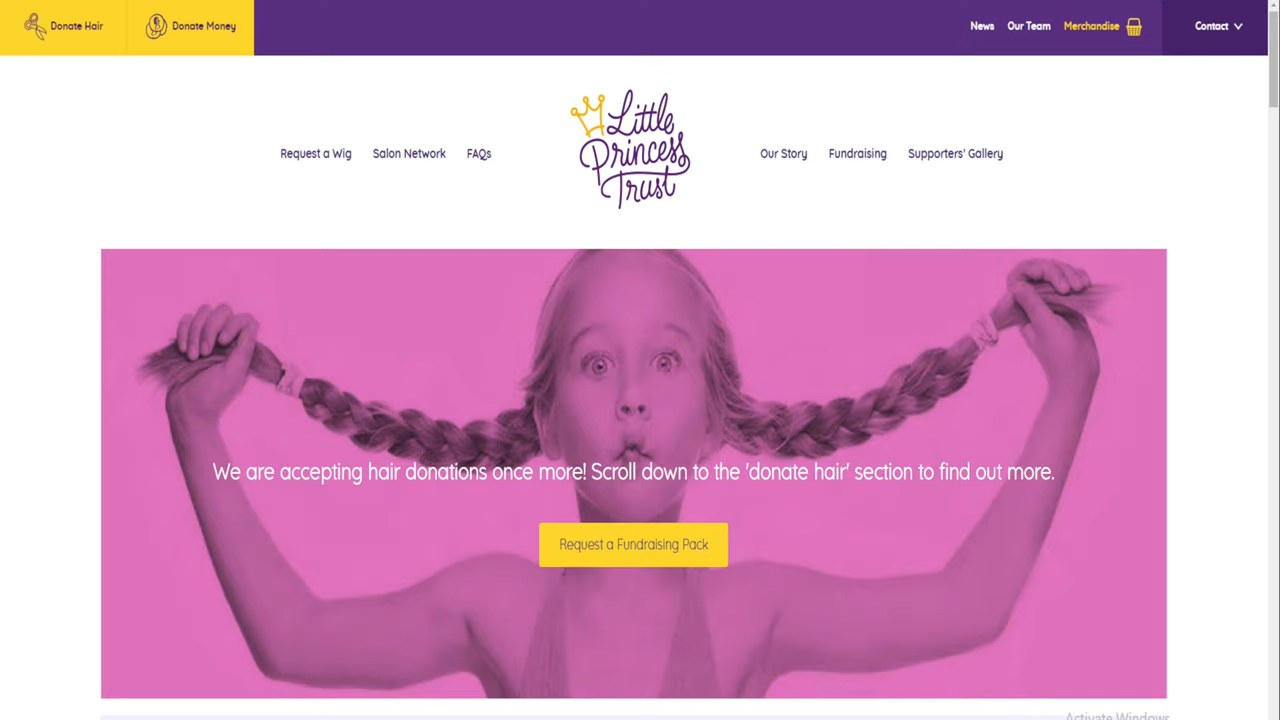 Donate Hair
Donate Money
News
Our Team
Merchandise
Contact
Request a Wig
Salon Network
FAQs
Little
Princess
Trust
Our Story
Fundraising
Supporters' Gallery
We are accepting hair donations once more! Scroll down to the 'donate hair' section to find out more.
Request a Fundraising Pack
Activate Windows